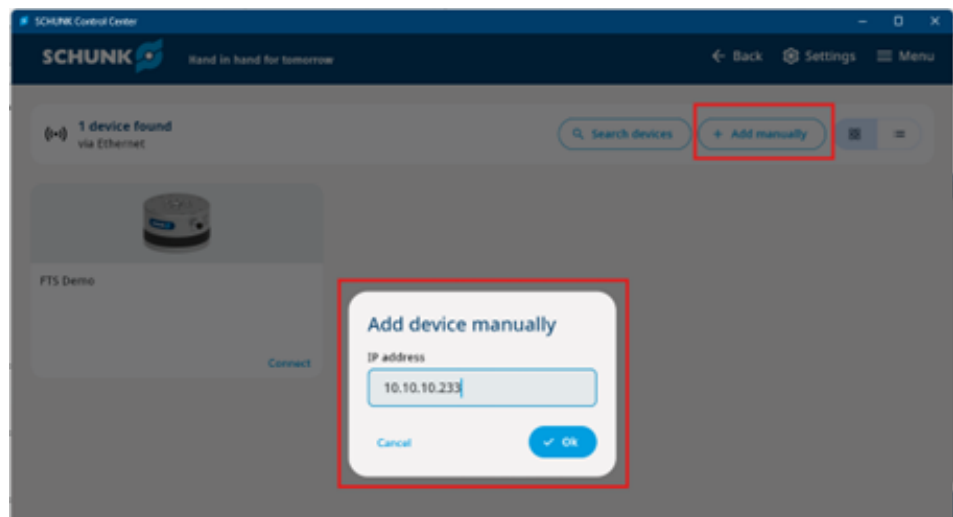 SCHUNK Control Center
SCHUNK Hand in hand for tomorrow
Back Settings Menu
1 device found
via Ethernet
Search devices + Add manually
FTS Demo
Connect
Add device manually
IP address
10.10.10.233
Cancel Ok